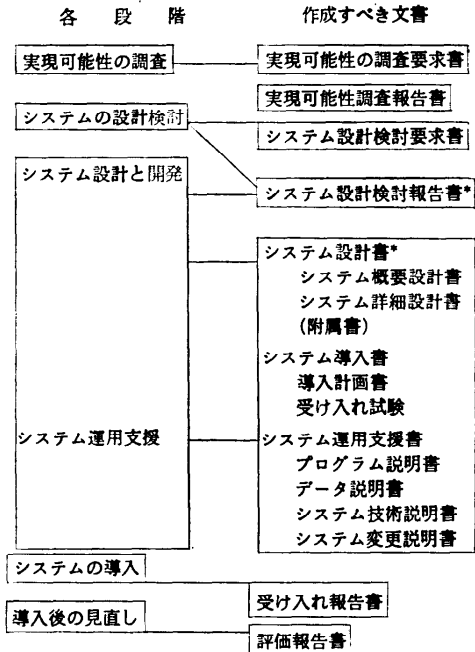 各段階 作成すべき文書
実現可能性の調査 実現可能性の調査要求書
実現可能性調査報告書
システムの設計検討
システム設計検討要求書
システム設計と開発
システム設計検討報告書*
システム設計書*
システム概要設計書
システム詳細設計書
(附属書)
システム導入書
導入計画書
受け入れ試験
システム運用支援 システム運用支援書
プログラム説明書
データ説明書
システム技術説明書
システム変更説明書
システムの導入
受け入れ報告書
導入後の見直し
評価報告書